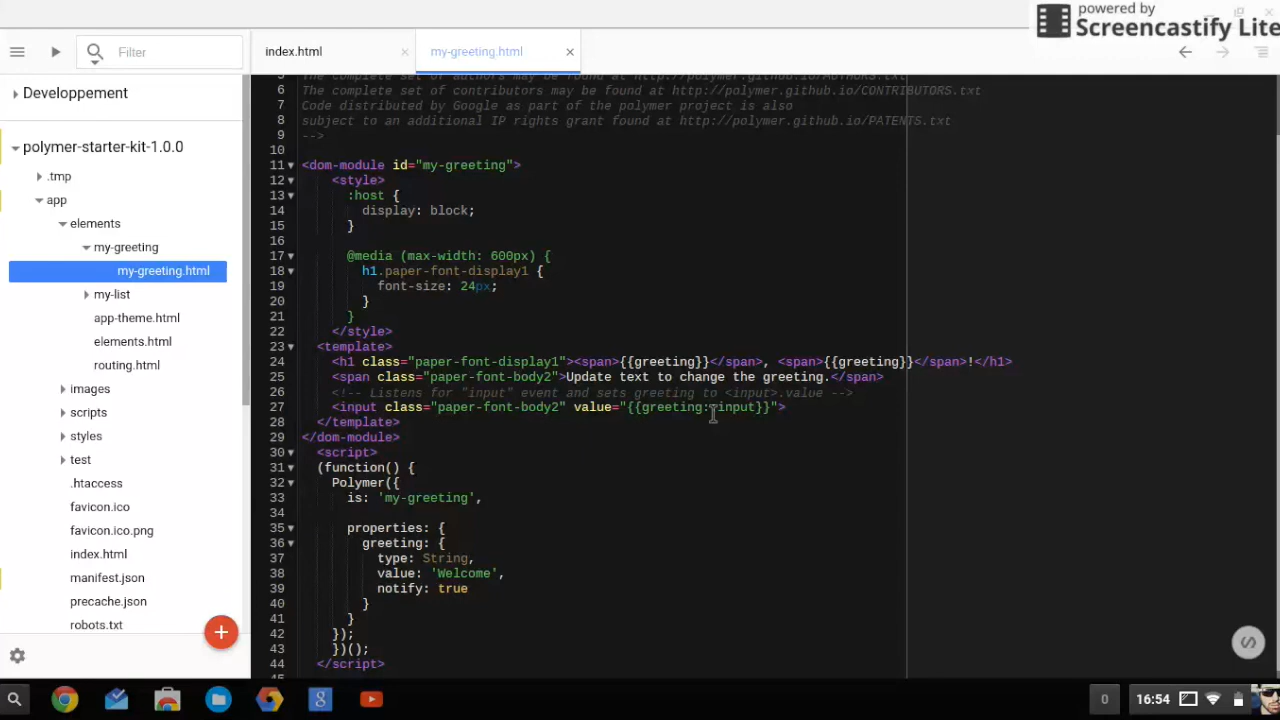 powered by
Screencastify Lite
Filter
index.html
my-greeting.html
Developpement
polymer-starter-kit-1.0.0
.tmp
app
elements
my-greeting
my-greeting.html
my-list
app-theme.html
elements.html
routing.html
images
scripts
styles
test
.htaccess
favicon.ico
favicon.ico.png
index.html
manifest.json
precache.json
robots.txt
5 The complete set of authors may be found at http://polymer.github.io/AUTHORS.txt
6 The complete set of contributors may be found at http://polymer.github.io/CONTRIBUTORS.txt
7 Code distributed by Google as part of the polymer project is also
8 subject to an additional IP rights grant found at http://polymer.github.io/PATENTS.txt
9 -->
10
11 <dom-module id="my-greeting">
12 <style>
13 :host {
14 display: block;
15 }
16
17 @media (max-width: 600px) {
18 h1.paper-font-display1 {
19 font-size: 24px;
20 }
21 }
22 </style>
23 <template>
24 <h1 class="paper-font-display1"><span>{{greeting}}</span>, <span>{{greeting}}</span>!</h1>
25 <span class="paper-font-body2">Update text to change the greeting.</span>
26 <!-- Listens for "input" event and sets greeting to <input>.value -->
27 <input class="paper-font-body2" value="{{greeting::input}}">
28 </template>
29 </dom-module>
30 <script>
31 (function() {
32 Polymer({
33 is: 'my-greeting',
34
35 properties: {
36 greeting: {
37 type: String,
38 value: 'Welcome',
39 notify: true
40 }
41 }
42 });
43 })();
44 </script>
0
16:54